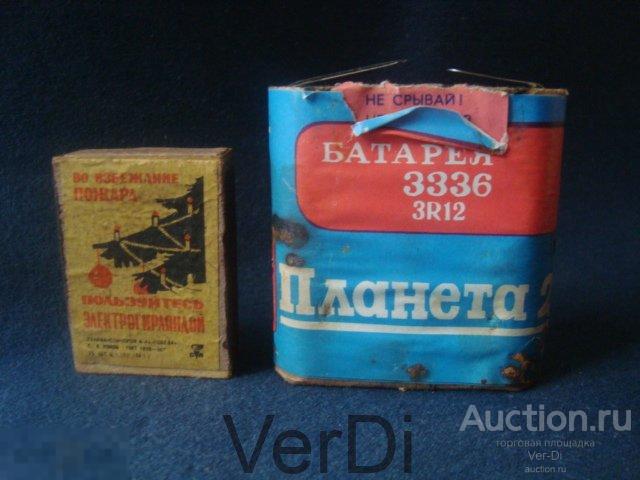 ВО ИЗБЕЖАНИЕ
ПОЖАРА
ПОЛЬЗУЙТЕСЬ
ЭЛЕКТРОГИРЛЯНДОЙ
НЕ СРЫВАЙ!
БАТАРЕЯ
3336
3R12
Планета 2
VerDi
Auction.ru
торговая площадка
Ver-Di
auction.ru